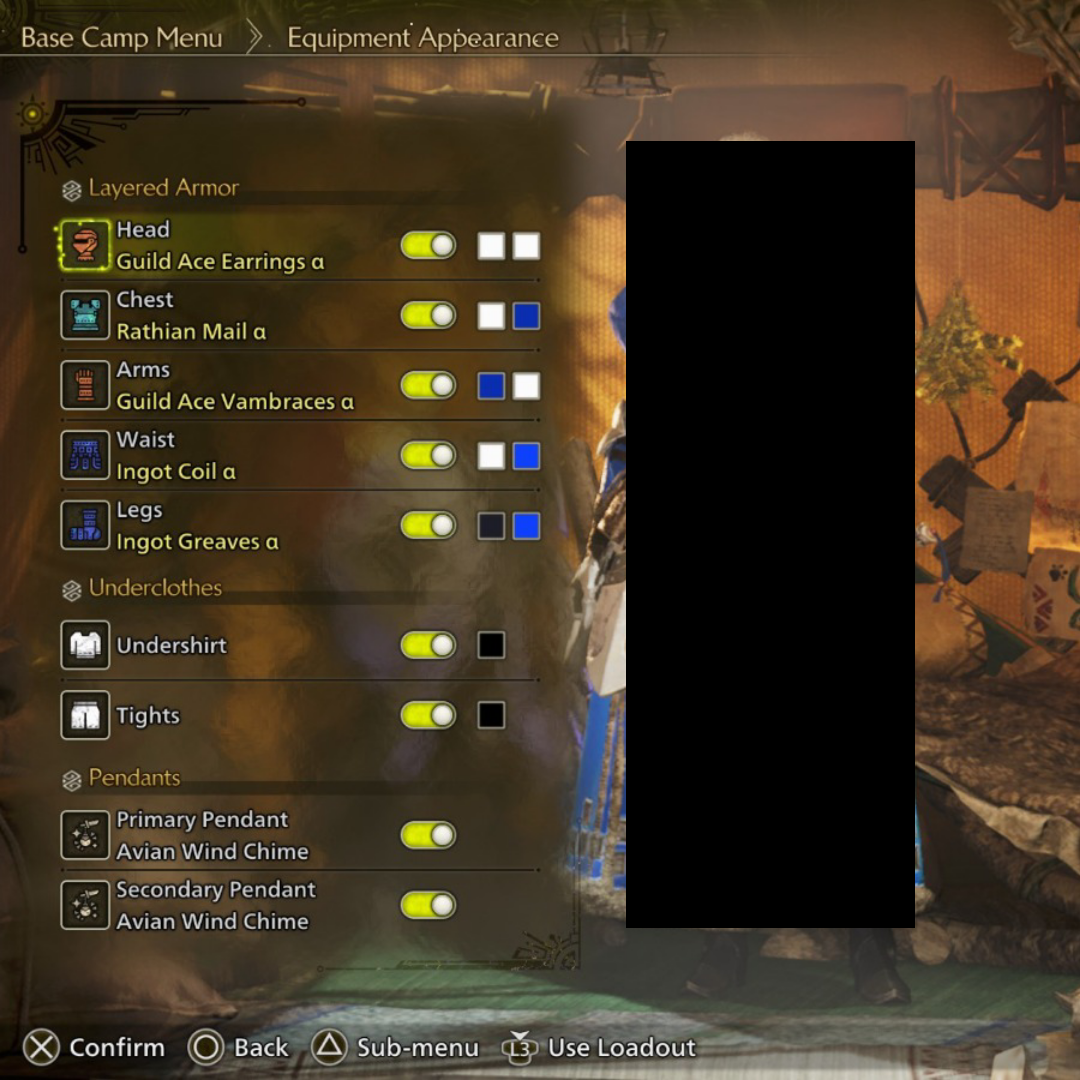 Base Camp Menu
Equipment Appearance
Layered Armor
Head
Guild Ace Earrings α
Chest
Rathian Mail α
Arms
Guild Ace Vambraces α
Waist
Ingot Coil α
Legs
Ingot Greaves α
Underclothes
Undershirt
Tights
Pendants
Primary Pendant
Avian Wind Chime
Secondary Pendant
Avian Wind Chime
Confirm Back Sub-menu L3 Use Loadout